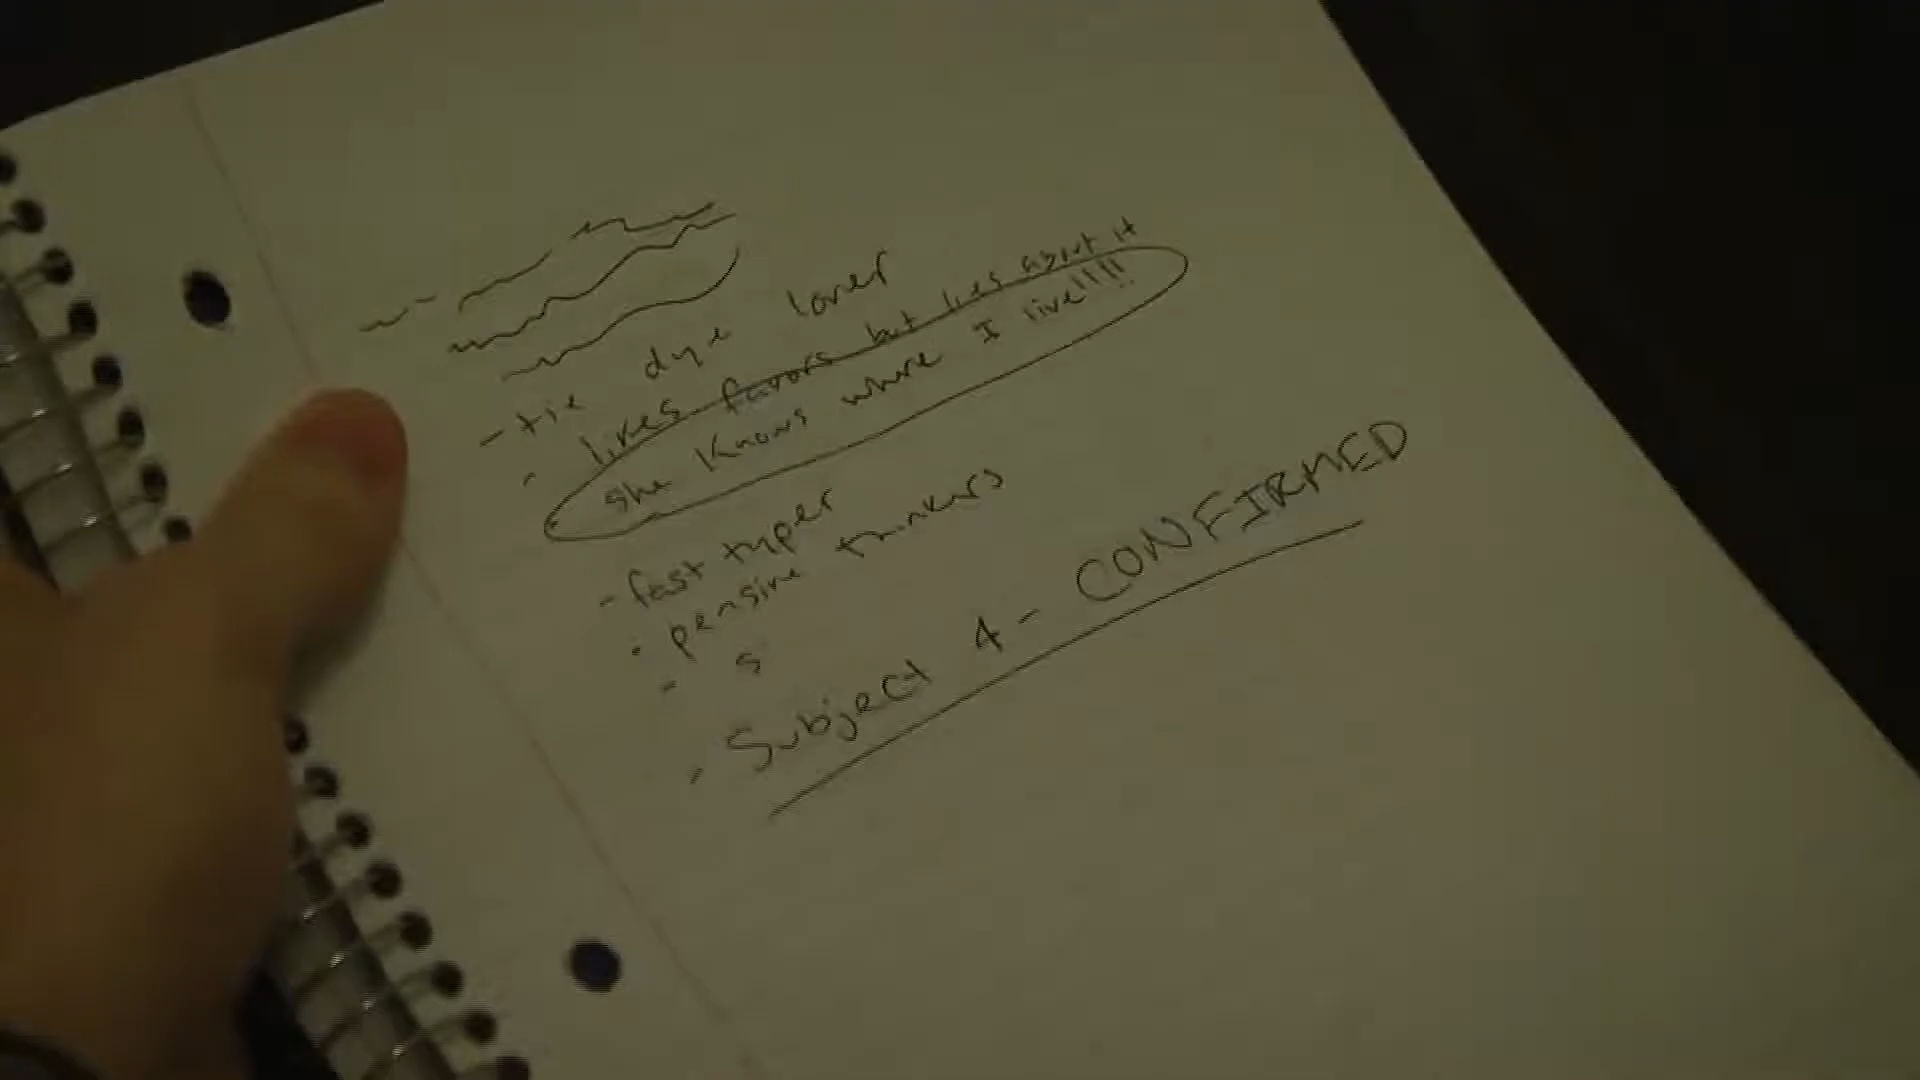 - tie dye lover
- likes favors but lies about it
- she knows where I live!!!!
- fast typer
- pensive thinkers
- s
- Subject 4 - CONFIRMED